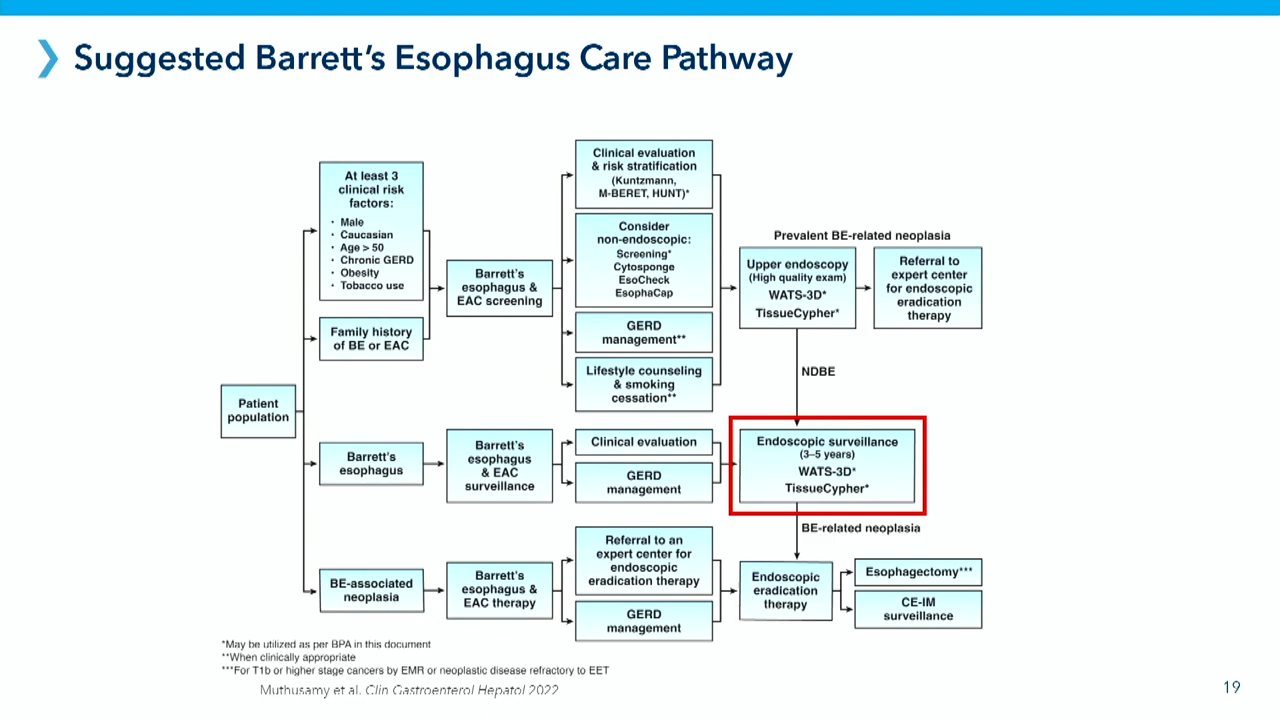 Suggested Barrett's Esophagus Care Pathway
Patient
population
At least 3
clinical risk
factors:
· Male
· Caucasian
· Age > 50
· Chronic GERD
· Obesity
· Tobacco use
Family history
of BE or EAC
Barrett's
esophagus &
EAC screening
Clinical evaluation
& risk stratification
(Kuntzmann,
M-BERET, HUNT)*
Consider
non-endoscopic:
Screening*
Cytosponge
EsoCheck
EsophaCap
GERD
management**
Lifestyle counseling
& smoking
cessation**
Prevalent BE-related neoplasia
Upper endoscopy
(High quality exam)
WATS-3D*
TissueCypher*
Referral to
expert center
for endoscopic
eradication
therapy
NDBE
Barrett's
esophagus
Barrett's
esophagus
& EAC
surveillance
Clinical evaluation
GERD
management
Endoscopic surveillance
(3–5 years)
WATS-3D*
TissueCypher*
BE-related neoplasia
BE-associated
neoplasia
Barrett's
esophagus &
EAC therapy
Referral to an
expert center for
endoscopic
eradication therapy
GERD
management
Endoscopic
eradication
therapy
Esophagectomy***
CE-IM
surveillance
*May be utilized as per BPA in this document
**When clinically appropriate
***For T1b or higher stage cancers by EMR or neoplastic disease refractory to EET
Muthusamy et al. Clin Gastroenterol Hepatol 2022
19